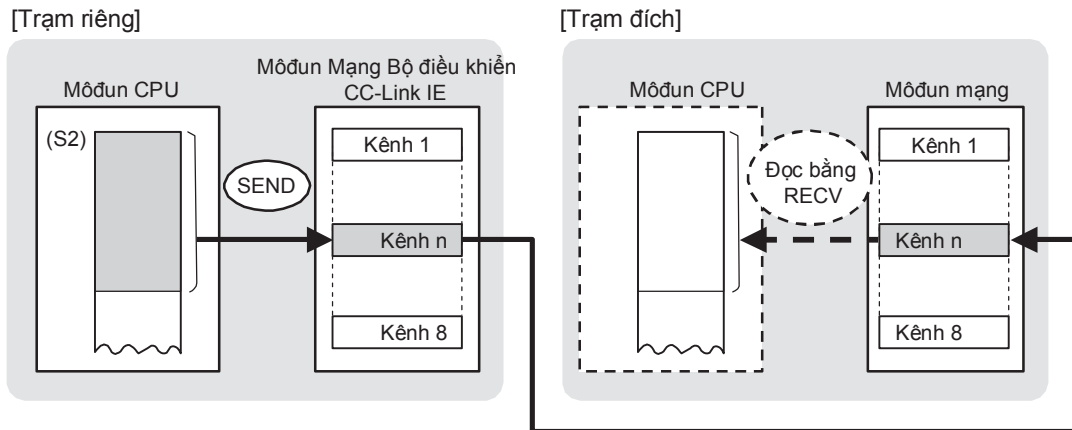 [Trạm riêng]
Môđun CPU
(S2)
SEND
Môđun Mạng Bộ điều khiển
CC-Link IE
Kênh 1
Kênh n
Kênh 8
[Trạm đích]
Môđun CPU
Đọc bằng
RECV
Môđun mạng
Kênh 1
Kênh n
Kênh 8